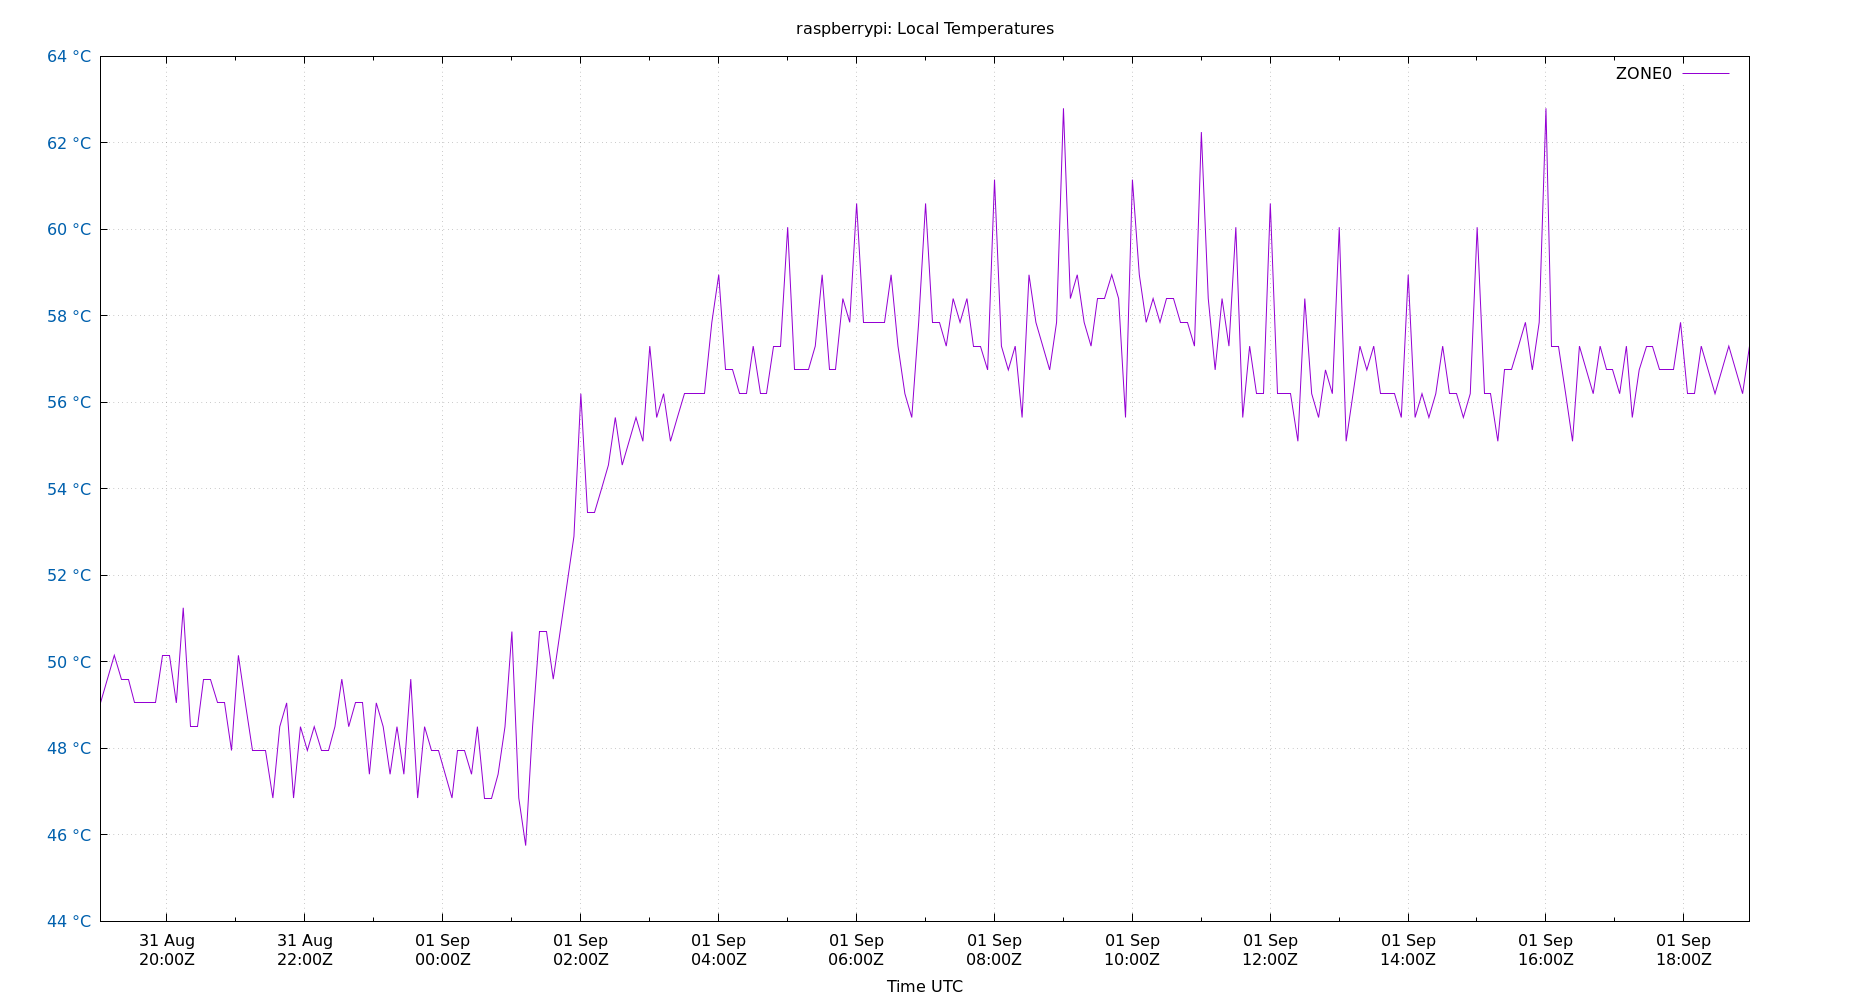 raspberrypi: Local Temperatures
64 °C
ZONE0
62 °C
60 °C
58 °C
56 °C
54 °C
52 °C
50 °C
48 °C
46 °C
44 °C
31 Aug 31 Aug 01 Sep 01 Sep 01 Sep 01 Sep 01 Sep 01 Sep 01 Sep 01 Sep 01 Sep 01 Sep
20:00Z 22:00Z 00:00Z 02:00Z 04:00Z 06:00Z 08:00Z 10:00Z 12:00Z 14:00Z 16:00Z 18:00Z
Time UTC